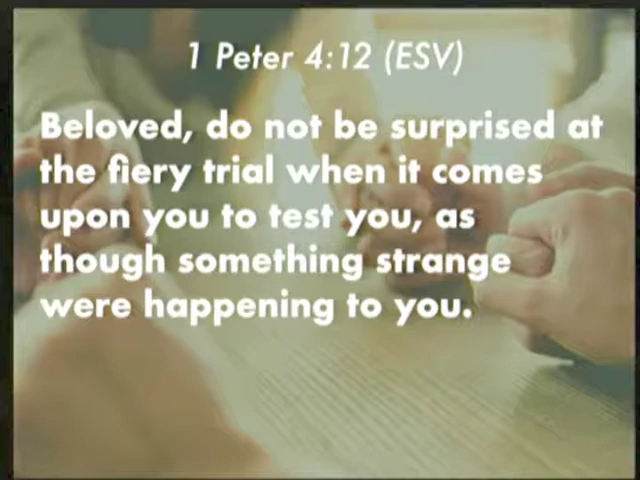 1 Peter 4:12 (ESV)
Beloved, do not be surprised at
the fiery trial when it comes
upon you to test you, as
though something strange
were happening to you.